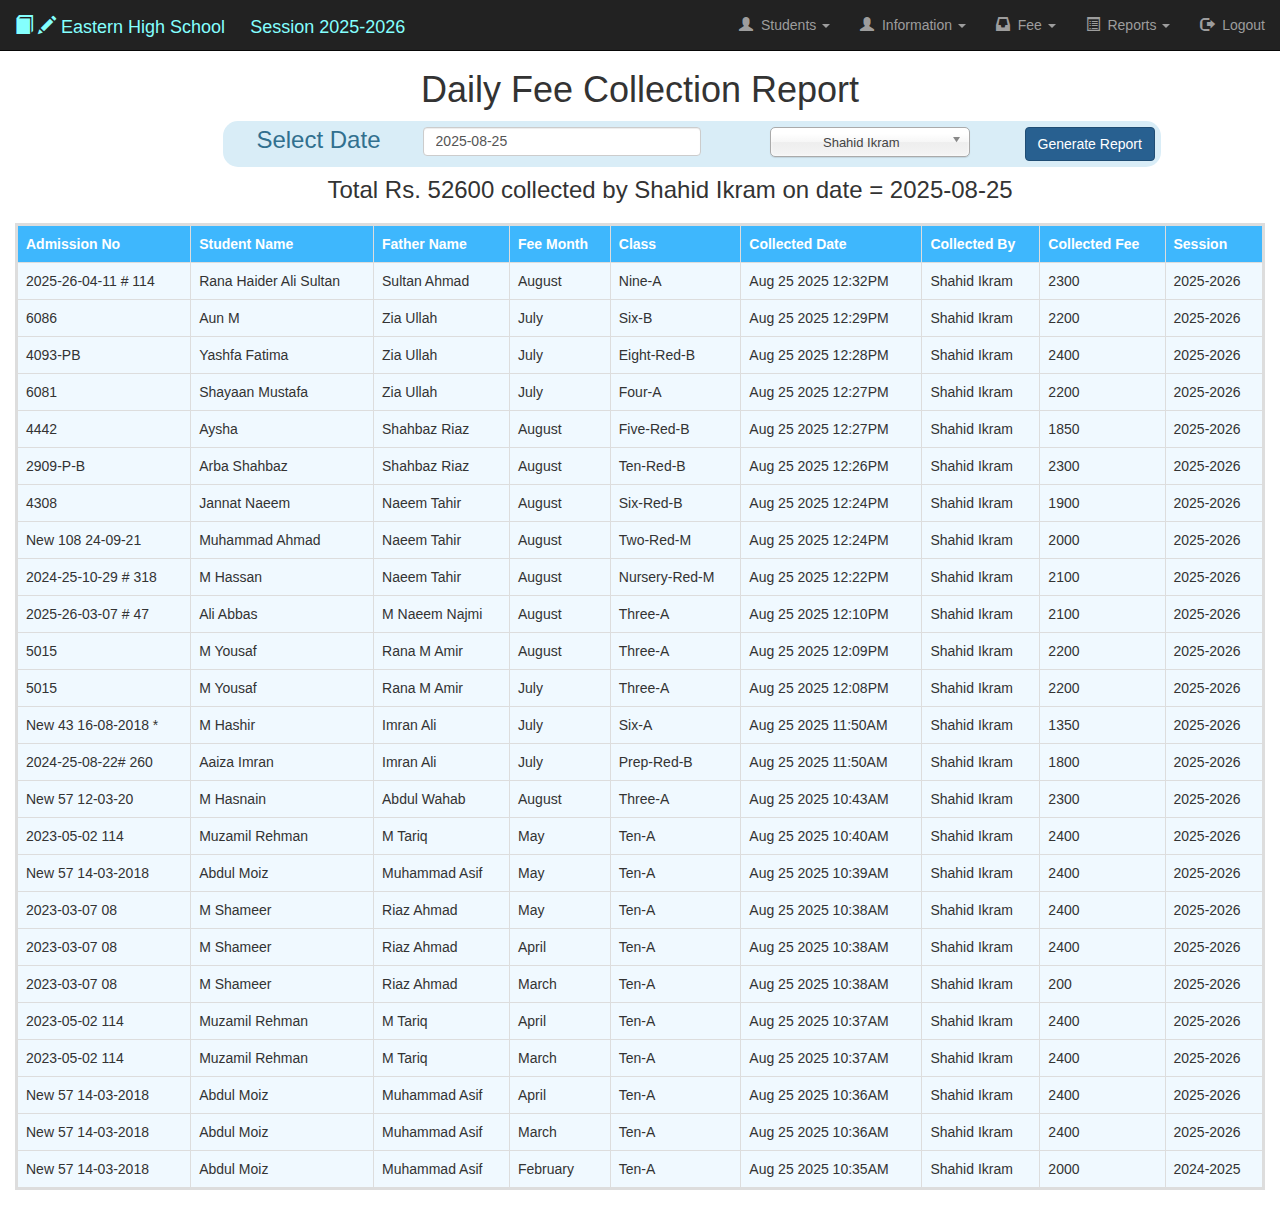 Eastern High School Session 2025-2026 Students Information Fee Reports Logout
Daily Fee Collection Report
Select Date 2025-08-25 Shahid Ikram Generate Report
Total Rs. 52600 collected by Shahid Ikram on date = 2025-08-25
Admission No Student Name Father Name Fee Month Class Collected Date Collected By Collected Fee Session
2025-26-04-11 # 114 Rana Haider Ali Sultan Sultan Ahmad August Nine-A Aug 25 2025 12:32PM Shahid Ikram 2300 2025-2026
6086 Aun M Zia Ullah July Six-B Aug 25 2025 12:29PM Shahid Ikram 2200 2025-2026
4093-PB Yashfa Fatima Zia Ullah July Eight-Red-B Aug 25 2025 12:28PM Shahid Ikram 2400 2025-2026
6081 Shayaan Mustafa Zia Ullah July Four-A Aug 25 2025 12:27PM Shahid Ikram 2200 2025-2026
4442 Aysha Shahbaz Riaz August Five-Red-B Aug 25 2025 12:27PM Shahid Ikram 1850 2025-2026
2909-P-B Arba Shahbaz Shahbaz Riaz August Ten-Red-B Aug 25 2025 12:26PM Shahid Ikram 2300 2025-2026
4308 Jannat Naeem Naeem Tahir August Six-Red-B Aug 25 2025 12:24PM Shahid Ikram 1900 2025-2026
New 108 24-09-21 Muhammad Ahmad Naeem Tahir August Two-Red-M Aug 25 2025 12:24PM Shahid Ikram 2000 2025-2026
2024-25-10-29 # 318 M Hassan Naeem Tahir August Nursery-Red-M Aug 25 2025 12:22PM Shahid Ikram 2100 2025-2026
2025-26-03-07 # 47 Ali Abbas M Naeem Najmi August Three-A Aug 25 2025 12:10PM Shahid Ikram 2100 2025-2026
5015 M Yousaf Rana M Amir August Three-A Aug 25 2025 12:09PM Shahid Ikram 2200 2025-2026
5015 M Yousaf Rana M Amir July Three-A Aug 25 2025 12:08PM Shahid Ikram 2200 2025-2026
New 43 16-08-2018 * M Hashir Imran Ali July Six-A Aug 25 2025 11:50AM Shahid Ikram 1350 2025-2026
2024-25-08-22# 260 Aaiza Imran Imran Ali July Prep-Red-B Aug 25 2025 11:50AM Shahid Ikram 1800 2025-2026
New 57 12-03-20 M Hasnain Abdul Wahab August Three-A Aug 25 2025 10:43AM Shahid Ikram 2300 2025-2026
2023-05-02 114 Muzamil Rehman M Tariq May Ten-A Aug 25 2025 10:40AM Shahid Ikram 2400 2025-2026
New 57 14-03-2018 Abdul Moiz Muhammad Asif May Ten-A Aug 25 2025 10:39AM Shahid Ikram 2400 2025-2026
2023-03-07 08 M Shameer Riaz Ahmad May Ten-A Aug 25 2025 10:38AM Shahid Ikram 2400 2025-2026
2023-03-07 08 M Shameer Riaz Ahmad April Ten-A Aug 25 2025 10:38AM Shahid Ikram 2400 2025-2026
2023-03-07 08 M Shameer Riaz Ahmad March Ten-A Aug 25 2025 10:38AM Shahid Ikram 200 2025-2026
2023-05-02 114 Muzamil Rehman M Tariq April Ten-A Aug 25 2025 10:37AM Shahid Ikram 2400 2025-2026
2023-05-02 114 Muzamil Rehman M Tariq March Ten-A Aug 25 2025 10:37AM Shahid Ikram 2400 2025-2026
New 57 14-03-2018 Abdul Moiz Muhammad Asif April Ten-A Aug 25 2025 10:36AM Shahid Ikram 2400 2025-2026
New 57 14-03-2018 Abdul Moiz Muhammad Asif March Ten-A Aug 25 2025 10:36AM Shahid Ikram 2400 2025-2026
New 57 14-03-2018 Abdul Moiz Muhammad Asif February Ten-A Aug 25 2025 10:35AM Shahid Ikram 2000 2024-2025